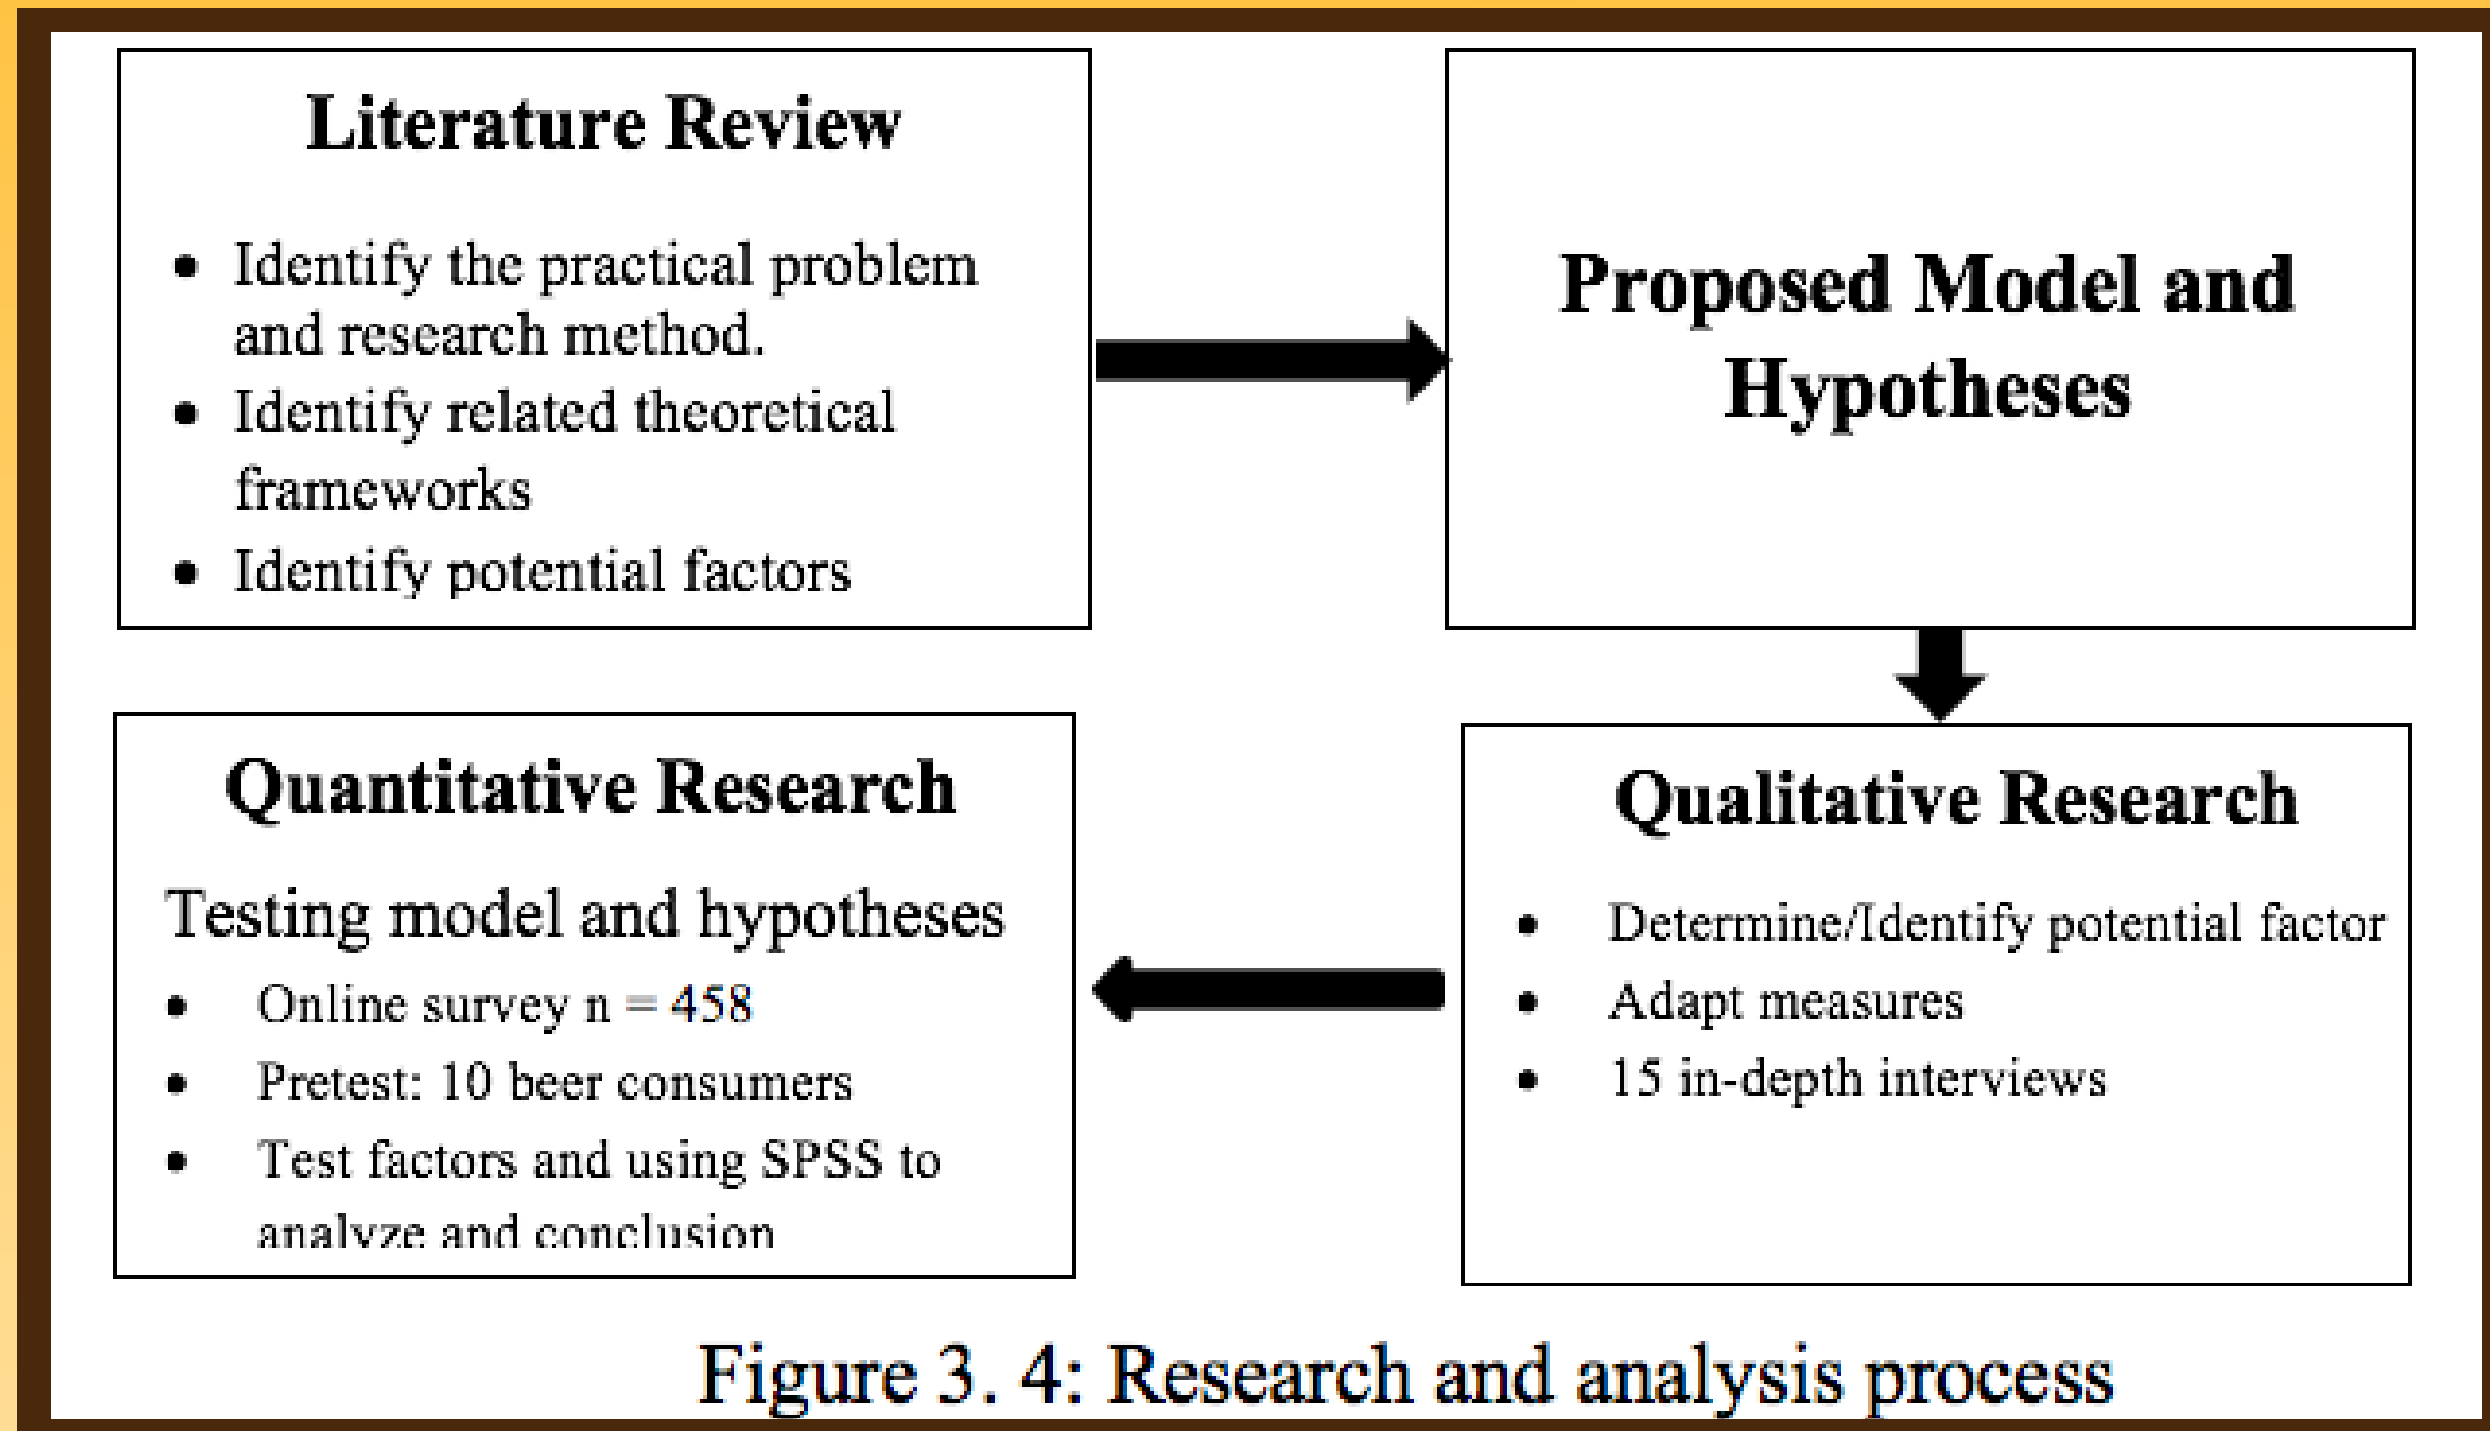 Literature Review
• Identify the practical problem
and research method.
• Identify related theoretical
frameworks
• Identify potential factors
Proposed Model and
Hypotheses
Qualitative Research
• Determine/Identify potential factor
• Adapt measures
• 15 in-depth interviews
Quantitative Research
Testing model and hypotheses
• Online survey n = 458
• Pretest: 10 beer consumers
• Test factors and using SPSS to
analyze and conclusion
Figure 3. 4: Research and analysis process